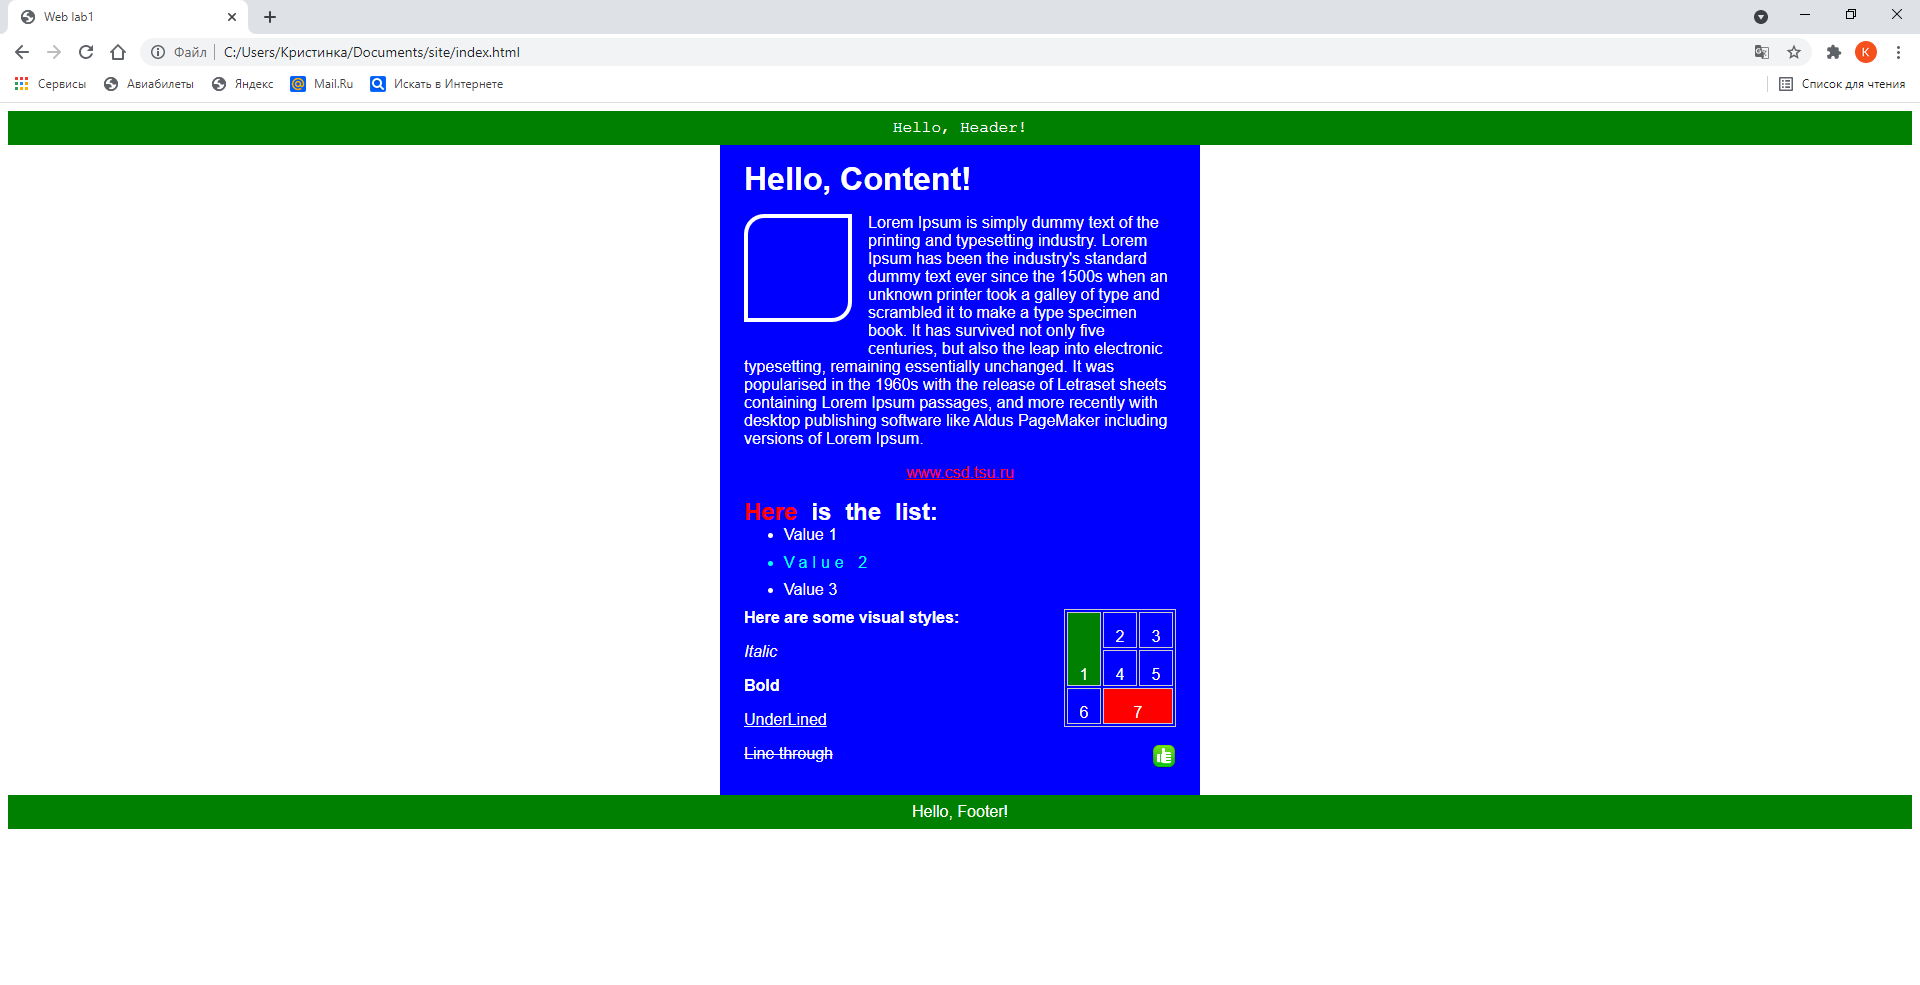 Web lab1
Файл C:/Users/Кристинка/Documents/site/index.html
K
Сервисы Авиабилеты Яндекс @ Mail.Ru Искать в Интернете Список для чтения
Hello, Header!
Hello, Content!
Lorem Ipsum is simply dummy text of the
printing and typesetting industry. Lorem
Ipsum has been the industry's standard
dummy text ever since the 1500s when an
unknown printer took a galley of type and
scrambled it to make a type specimen
book. It has survived not only five
centuries, but also the leap into electronic
typesetting, remaining essentially unchanged. It was
popularised in the 1960s with the release of Letraset sheets
containing Lorem Ipsum passages, and more recently with
desktop publishing software like Aldus PageMaker including
versions of Lorem Ipsum.
www.csd.tsu.ru
Here is the list:
Value 1
Value 2
Value 3
Here are some visual styles:
Italic
Bold
UnderLined
Line through
2 3
1 4 5
6 7
Hello, Footer!